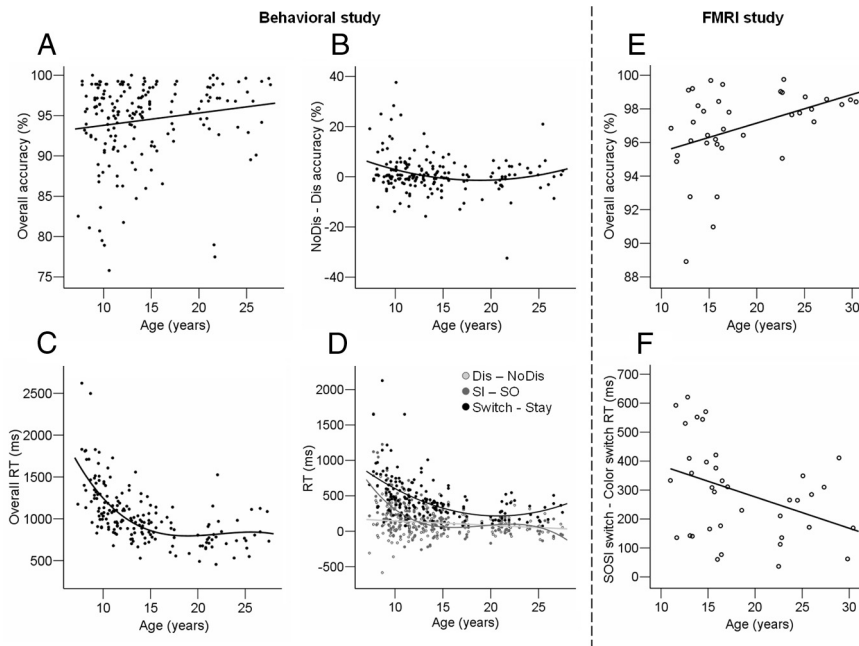 Behavioral study
FMRI study
A
B
E
100
95
90
85
80
75
Overall accuracy (%)
10 15 20 25
Age (years)
40
20
0
-20
-40
NoDis - Dis accuracy (%)
10 15 20 25
Age (years)
100
98
96
94
92
90
88
Overall accuracy (%)
10 15 20 25 30
Age (years)
C
D
F
2500
2000
1500
1000
500
Overall RT (ms)
10 15 20 25
Age (years)
Dis – NoDis
SI – SO
Switch - Stay
2000
1500
1000
500
0
-500
RT (ms)
10 15 20 25
Age (years)
700
600
500
400
300
200
100
0
SOSI switch - Color switch RT (ms)
10 15 20 25 30
Age (years)